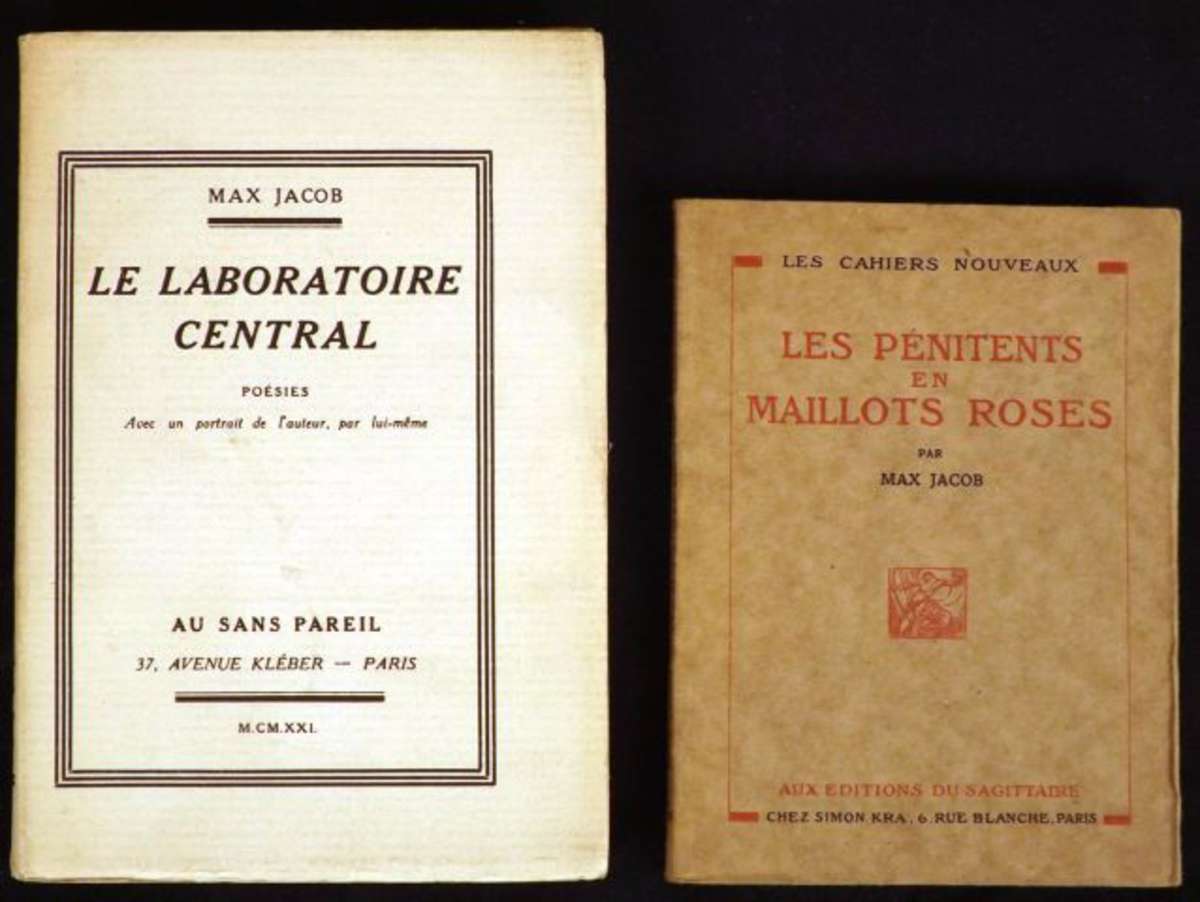 MAX JACOB
LE LABORATOIRE
CENTRAL
POÉSIES
Avec un portrait de l'auteur, par lui-même
AU SANS PAREIL
37, AVENUE KLÉBER — PARIS
M.CM.XXI.
LES CAHIERS NOUVEAUX
LES PÉNITENTS
EN
MAILLOTS ROSES
PAR
MAX JACOB
AUX EDITIONS DU SAGITTAIRE
CHEZ SIMON KRA, 6, RUE BLANCHE, PARIS